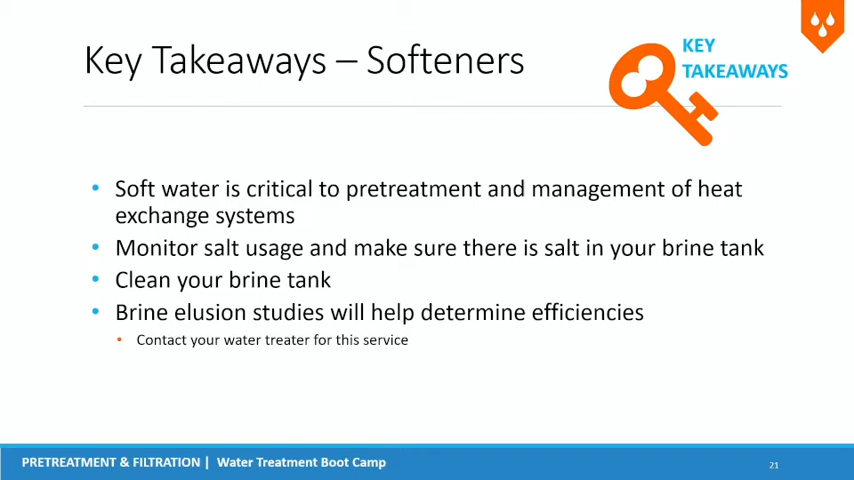 Key Takeaways – Softeners
KEY
TAKEAWAYS
• Soft water is critical to pretreatment and management of heat
exchange systems
• Monitor salt usage and make sure there is salt in your brine tank
• Clean your brine tank
• Brine elusion studies will help determine efficiencies
• Contact your water treater for this service
PRETREATMENT & FILTRATION | Water Treatment Boot Camp
21